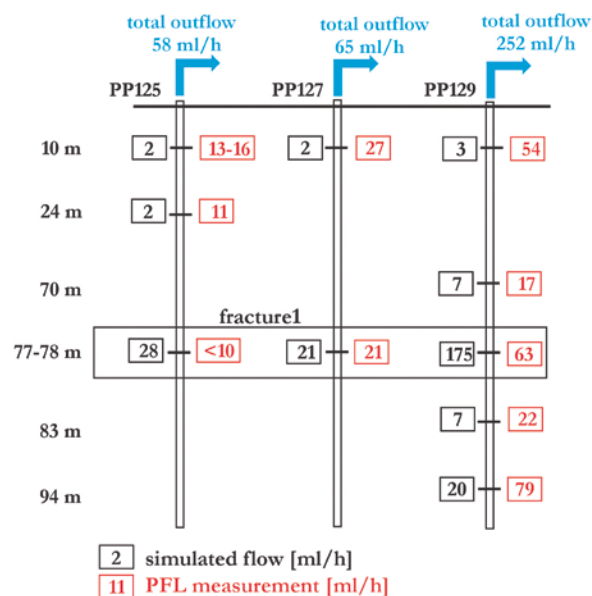 total outflow
58 ml/h
total outflow
65 ml/h
total outflow
252 ml/h
PP125 PP127 PP129
10 m 2 13-16 2 27 3 54
24 m 2 11
70 m 7 17
fracture1
77-78 m 28 <10 21 21 175 63
83 m 7 22
94 m 20 79
2 simulated flow [ml/h]
11 PFL measurement [ml/h]